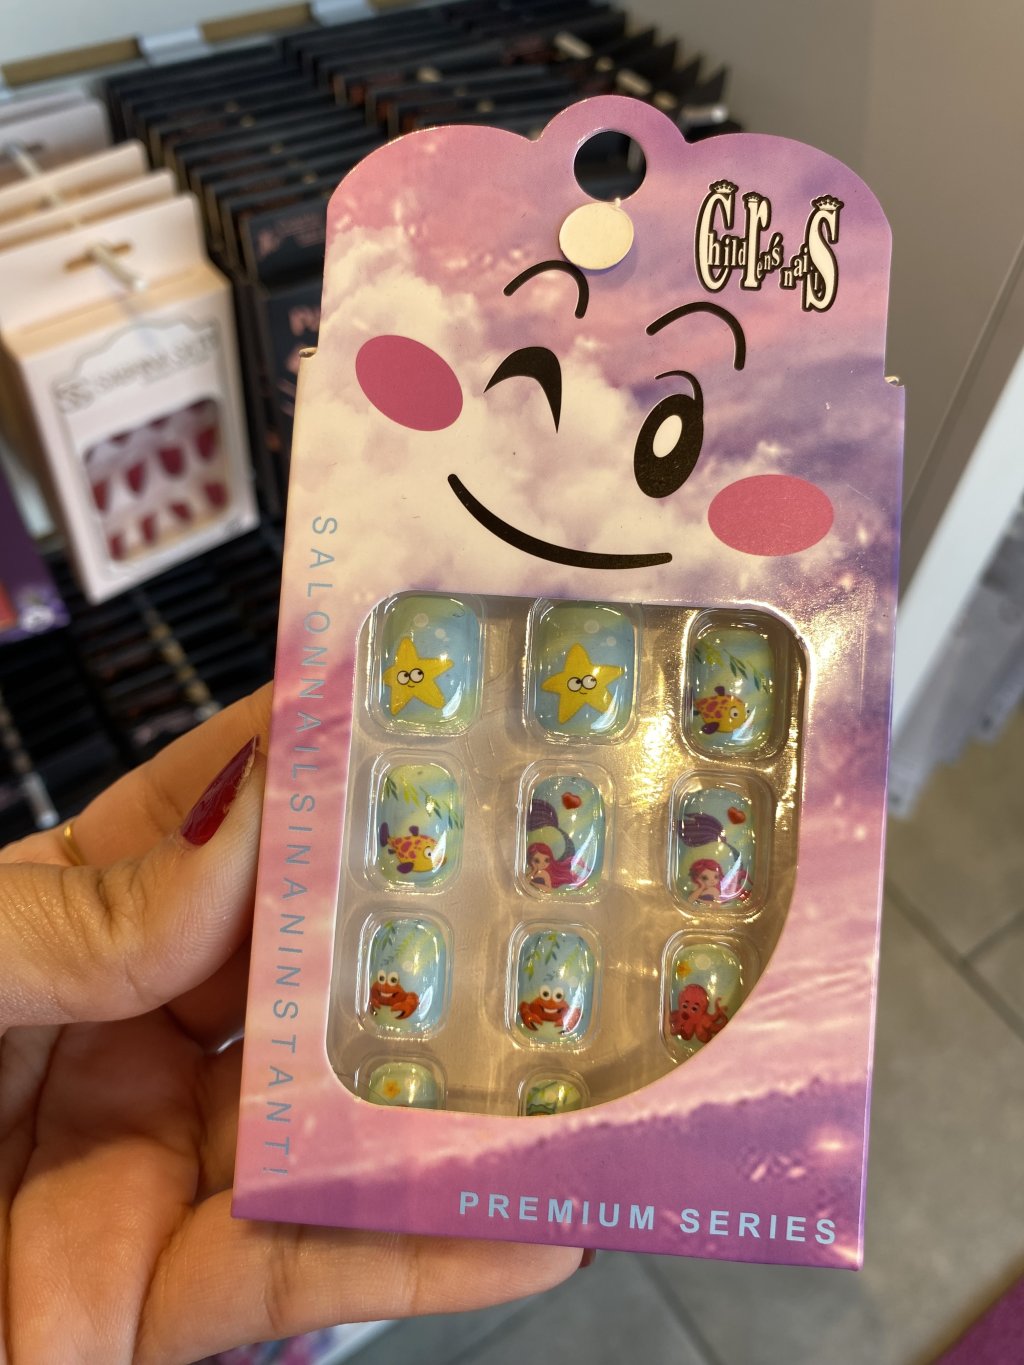 Children's nails
SALONNAILSINANINSTANT!
PREMIUM SERIES